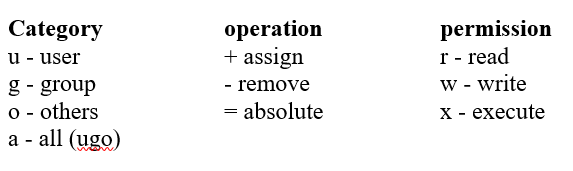 Category operation permission
u - user + assign r - read
g - group - remove w - write
o - others = absolute x - execute
a - all (ugo)